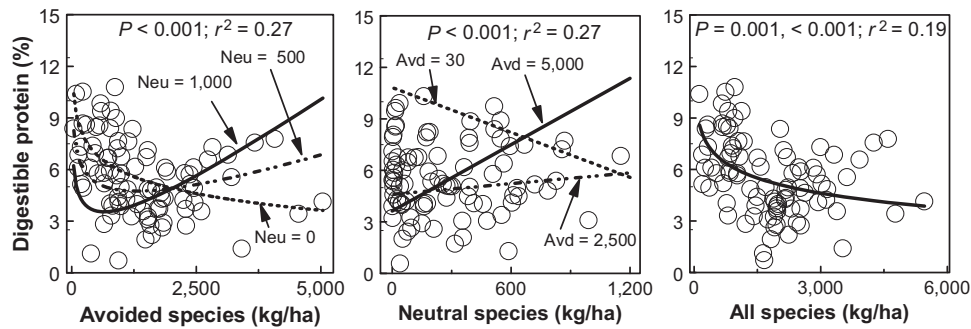 Digestible protein (%)
15
12
9
6
3
0
P < 0.001; r² = 0.27
Neu = 500
Neu = 1,000
Neu = 0
0
2,500
5,000
Avoided species (kg/ha)
15
12
9
6
3
0
P < 0.001; r² = 0.27
Avd = 30
Avd = 5,000
Avd = 2,500
0
600
1,200
Neutral species (kg/ha)
15
12
9
6
3
0
P = 0.001, < 0.001; r² = 0.19
0
3,000
6,000
All species (kg/ha)